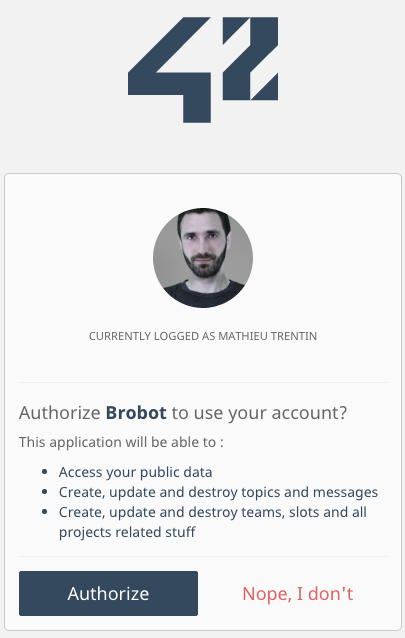 42
CURRENTLY LOGGED AS MATHIEU TRENTIN
Authorize Brobot to use your account?
This application will be able to :
Access your public data
Create, update and destroy topics and messages
Create, update and destroy teams, slots and all
projects related stuff
Authorize
Nope, I don't